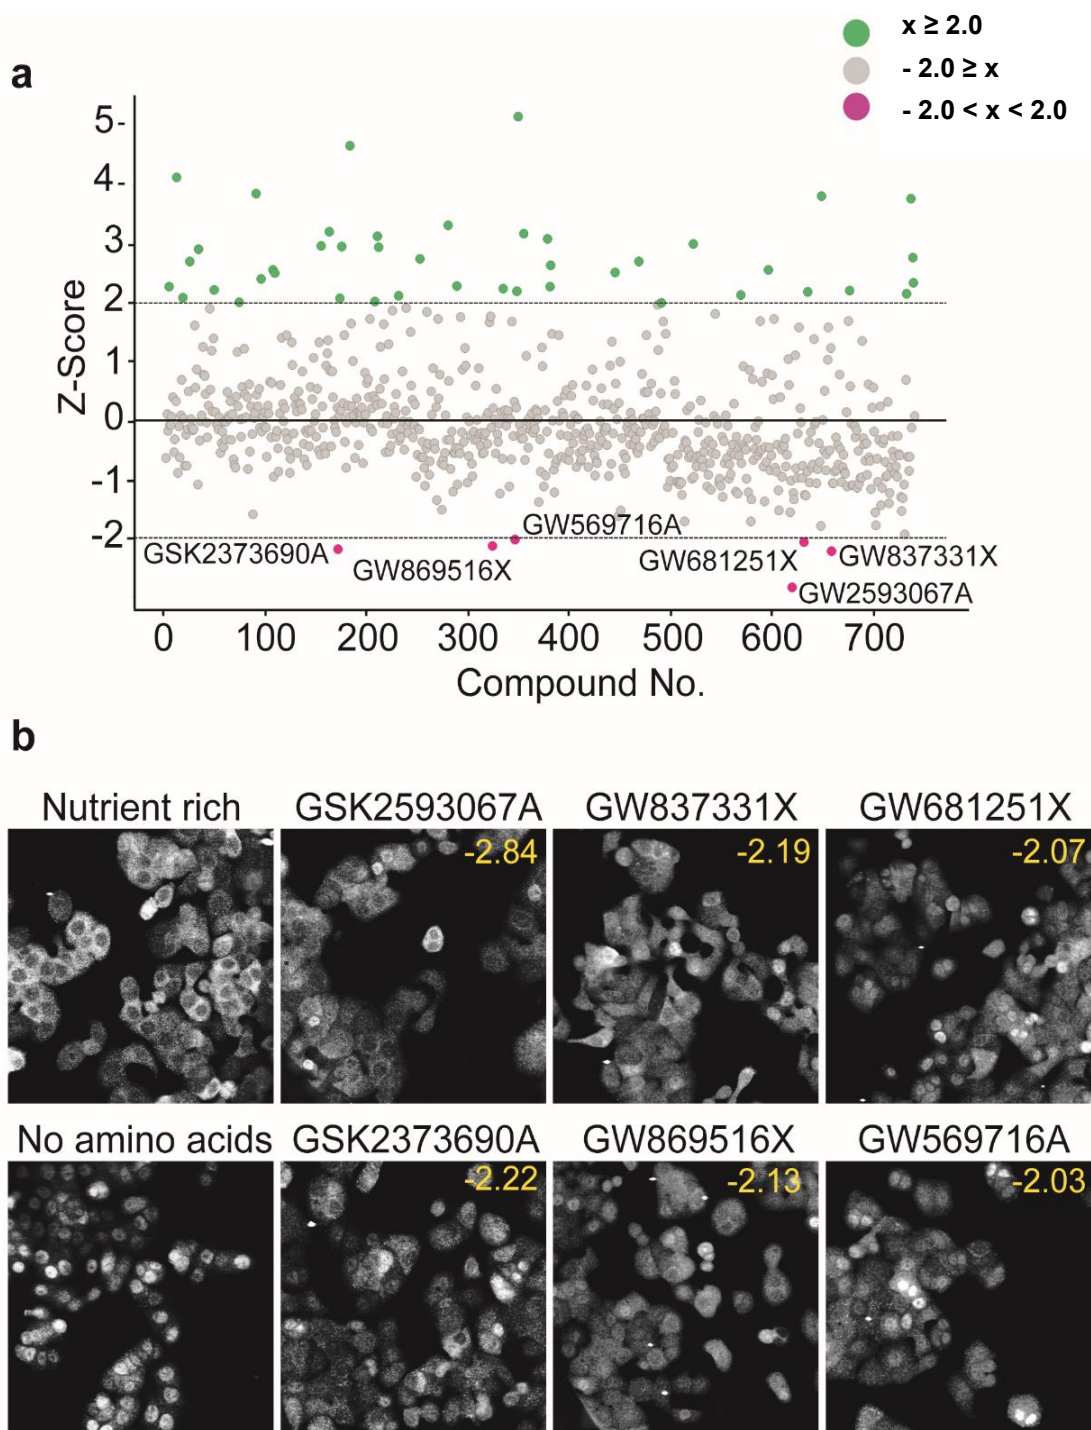 x ≥ 2.0
- 2.0 ≥ x
- 2.0 < x < 2.0
a
5
4
3
2
1
0
-1
-2
Z-Score
GW569716A
GSK2373690A
GW869516X
GW681251X
GW837331X
GW2593067A
0 100 200 300 400 500 600 700
Compound No.
b
Nutrient rich GSK2593067A GW837331X GW681251X
-2.84 -2.19 -2.07
No amino acids GSK2373690A GW869516X GW569716A
-2.22 -2.13 -2.03